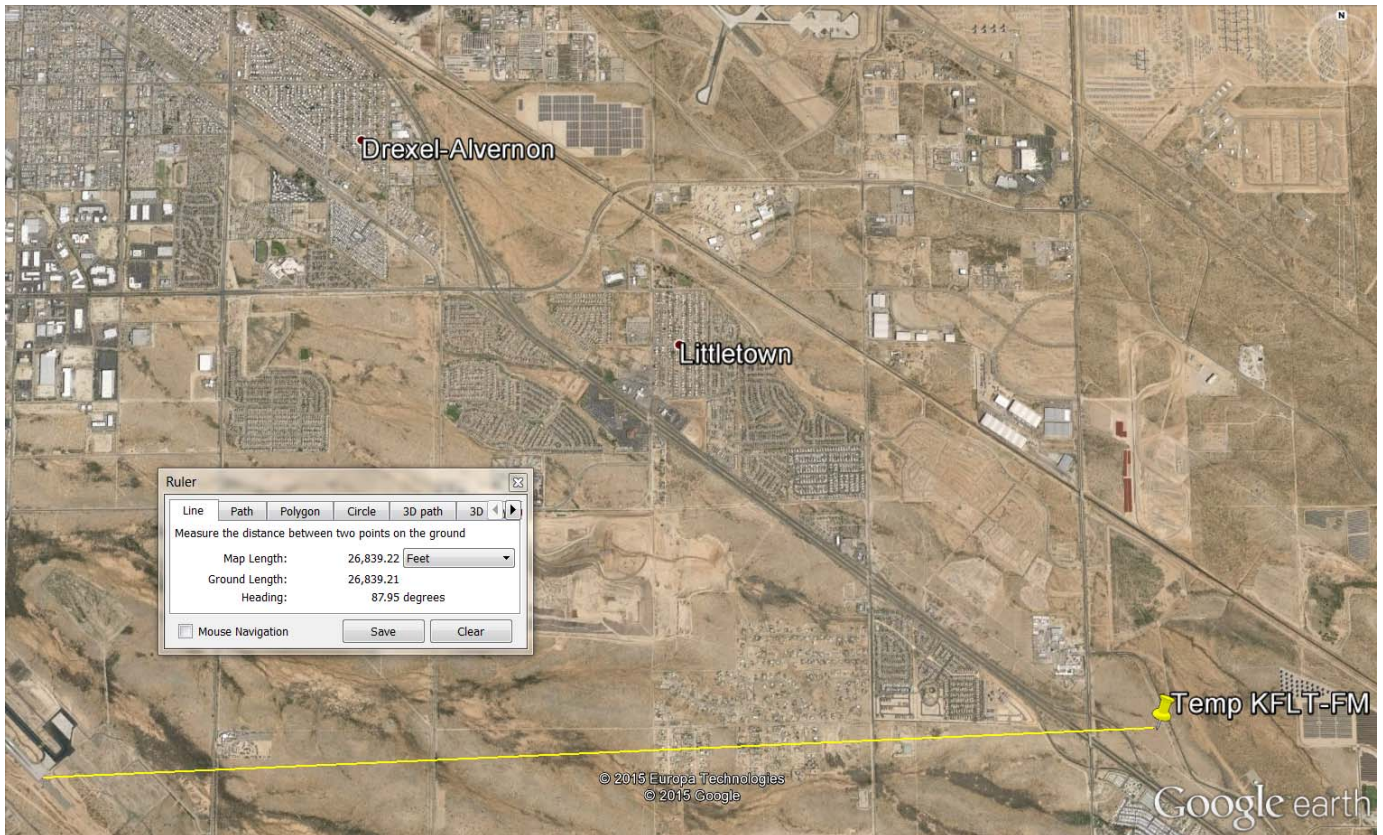 N
Drexel-Alvernon
Littletown
Ruler
Line Path Polygon Circle 3D path 3D
Measure the distance between two points on the ground
Map Length: 26,839.22 Feet
Ground Length: 26,839.21
Heading: 87.95 degrees
Mouse Navigation Save Clear
Temp KFLT-FM
© 2015 Europa Technologies
© 2015 Google
Google earth